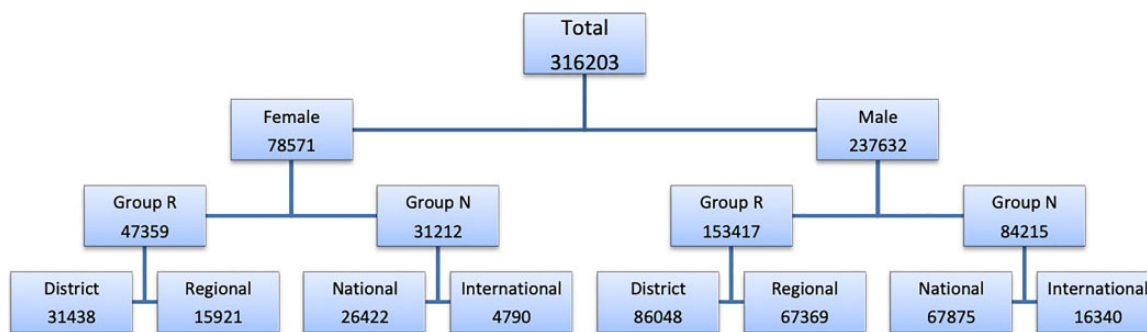 Total
316203
Female
78571
Male
237632
Group R
47359
Group N
31212
Group R
153417
Group N
84215
District
31438
Regional
15921
National
26422
International
4790
District
86048
Regional
67369
National
67875
International
16340